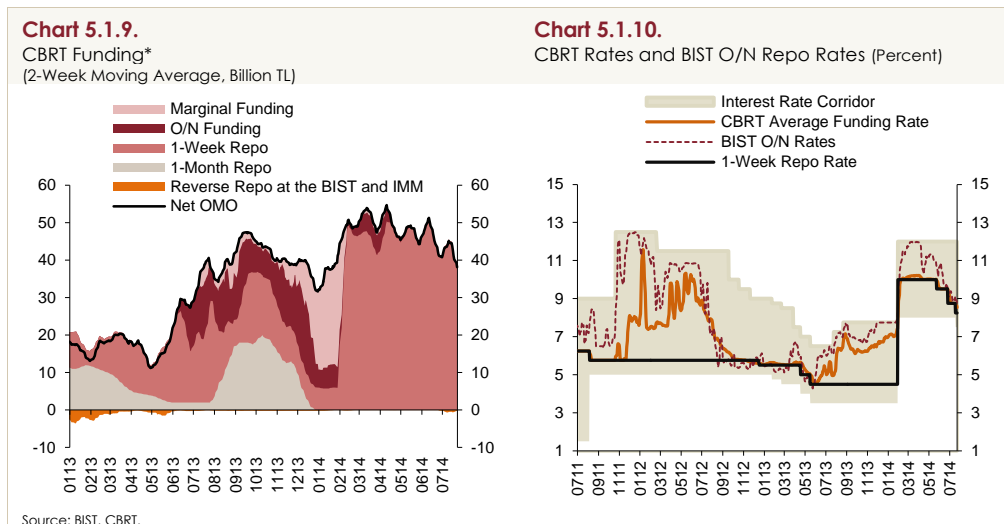 Chart 5.1.9.
CBRT Funding*
(2-Week Moving Average, Billion TL)
Marginal Funding
O/N Funding
1-Week Repo
1-Month Repo
Reverse Repo at the BIST and IMM
Net OMO
60 60
50 50
40 40
30 30
20 20
10 10
0 0
-10 -10
0113 0213 0313 0413 0513 0613 0713 0813 0913 1013 1113 1213 0114 0214 0314 0414 0514 0614 0714
Source: BIST, CBRT.
Chart 5.1.10.
CBRT Rates and BIST O/N Repo Rates (Percent)
Interest Rate Corridor
CBRT Average Funding Rate
BIST O/N Rates
1-Week Repo Rate
15 15
13 13
11 11
9 9
7 7
5 5
3 3
1 1
0711 0911 1111 0112 0312 0512 0712 0912 1112 0113 0313 0513 0713 0913 1113 0114 0314 0514 0714